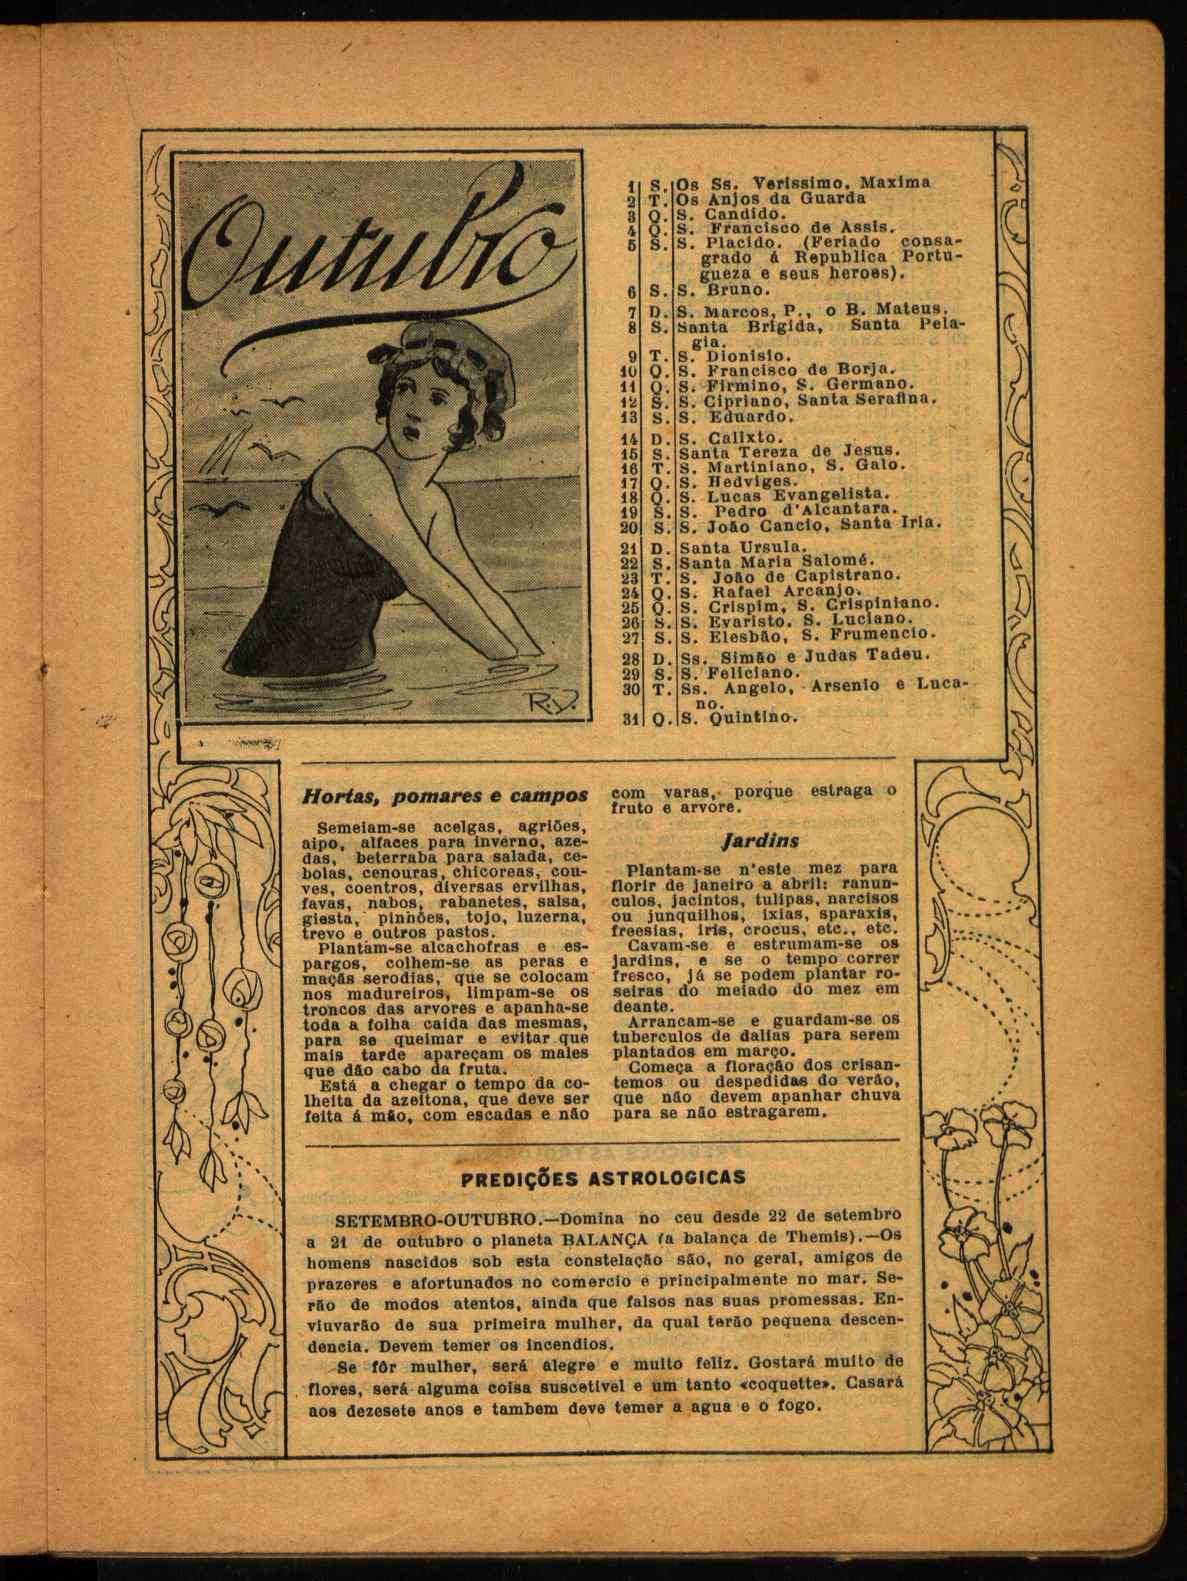 Outubro
R.V.
1 S. Os Ss. Verissimo, Maxima
2 T. Os Anjos da Guarda
3 Q. S. Candido.
4 Q. S. Francisco de Assis.
5 S. S. Placido. (Feriado consa-
grado á Republica Portu-
gueza e seus heroes).
6 S. S. Bruno.
7 D. S. Marcos, P., o B. Mateus.
8 S. Santa Brigida, Santa Pela-
gia.
9 T. S. Dionisio.
10 Q. S. Francisco de Borja.
11 Q. S. Firmino, S. Germano.
12 S. S. Cipriano, Santa Serafina.
13 S. S. Eduardo.
14 D. S. Calixto.
15 S. Santa Tereza de Jesus.
16 T. S. Martiniano, S. Galo.
17 Q. S. Hedviges.
18 Q. S. Lucas Evangelista.
19 S. S. Pedro d'Alcantara.
20 S. S. João Cancio, Santa Iria.
21 D. Santa Ursula.
22 S. Santa Maria Salomé.
23 T. S. João de Capistrano.
24 Q. S. Rafael Arcanjo.
25 Q. S. Crispim, S. Crispiniano.
26 S. S. Evaristo, S. Luciano.
27 S. S. Elesbão, S. Frumencio.
28 D. Ss. Simão e Judas Tadeu.
29 S. S. Feliciano.
30 T. Ss. Angelo, Arsenio e Luca-
no.
31 Q. S. Quintino.
Hortas, pomares e campos
Semeiam-se acelgas, agriões,
aipo, alfaces para inverno, aze-
das, beterraba para salada, ce-
bolas, cenouras, chicoreas, cou-
ves, coentros, diversas ervilhas,
favas, nabos, rabanetes, salsa,
giesta, pinhões, tojo, luzerna,
trevo e outros pastos.
Plantam-se alcachofras e es-
pargos, colhem-se as peras e
maçãs serodias, que se colocam
nos madureiros, limpam-se os
troncos das arvores e apanha-se
toda a folha caida das mesmas,
para se queimar e evitar que
mais tarde apareçam os males
que dão cabo da fruta.
Está a chegar o tempo da co-
lheita da azeitona, que deve ser
feita á mão, com escadas e não
com varas, porque estraga o
fruto e arvore.
Jardins
Plantam-se n'este mez para
florir de janeiro a abril: ranun-
culos, jacintos, tulipas, narcisos
ou junquilhos, ixias, sparaxis,
freesias, iris, crocus, etc., etc.
Cavam-se e estrumam-se os
jardins, e se o tempo correr
fresco, já se podem plantar ro-
seiras do meiado do mez em
deante.
Arrancam-se e guardam-se os
tuberculos de dalias para serem
plantados em março.
Começa a floração dos crisan-
temos ou despedidas do verão,
que não devem apanhar chuva
para se não estragarem.
PREDIÇÕES ASTROLOGICAS
SETEMBRO-OUTUBRO.—Domina no ceu desde 22 de setembro
a 21 de outubro o planeta BALANÇA (a balança de Themis).—Os
homens nascidos sob esta constelação são, no geral, amigos de
prazeres e afortunados no comercio e principalmente no mar. Se-
rão de modos atentos, ainda que falsos nas suas promessas. En-
viuvarão de sua primeira mulher, da qual terão pequena descen-
dencia. Devem temer os incendios.
Se fôr mulher, será alegre e muito feliz. Gostará muito de
flores, será alguma coisa suscetivel e um tanto «coquette». Casará
aos dezesete anos e tambem deve temer a agua e o fogo.